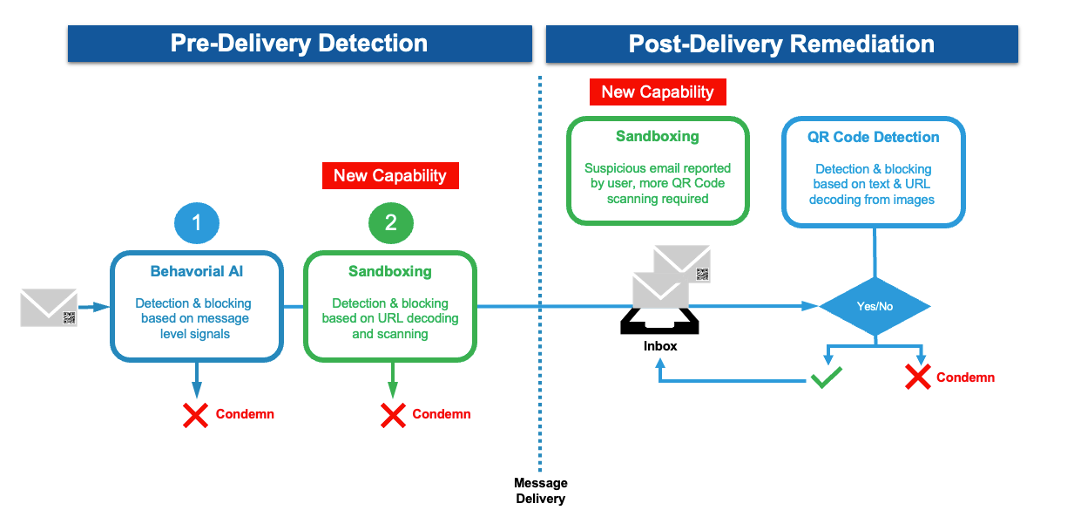 Pre-Delivery Detection
Post-Delivery Remediation
New Capability
1
Behavorial AI
Detection & blocking
based on message
level signals
Condemn
New Capability
2
Sandboxing
Detection & blocking
based on URL decoding
and scanning
Condemn
Message
Delivery
Sandboxing
Suspicious email reported
by user, more QR Code
scanning required
QR Code Detection
Detection & blocking
based on text & URL
decoding from images
Inbox
Yes/No
Condemn